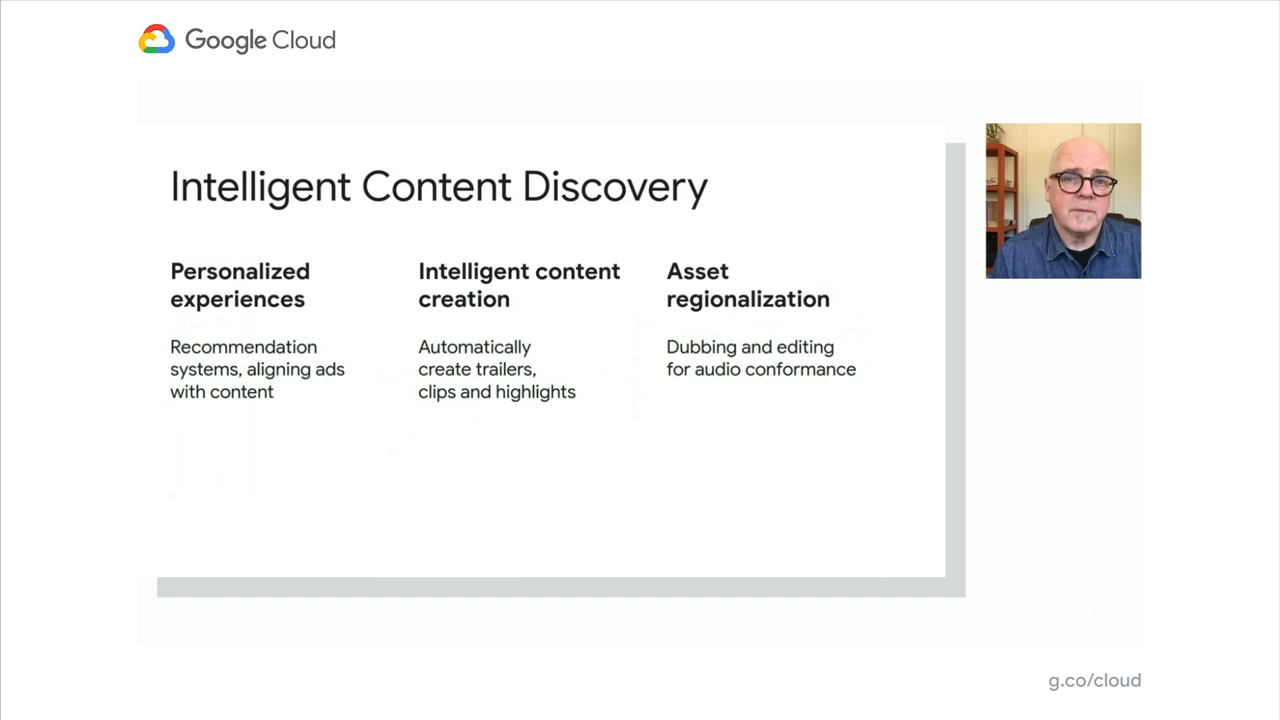 Google Cloud
Intelligent Content Discovery
Personalized
experiences
Recommendation
systems, aligning ads
with content
Intelligent content
creation
Automatically
create trailers,
clips and highlights
Asset
regionalization
Dubbing and editing
for audio conformance
g.co/cloud